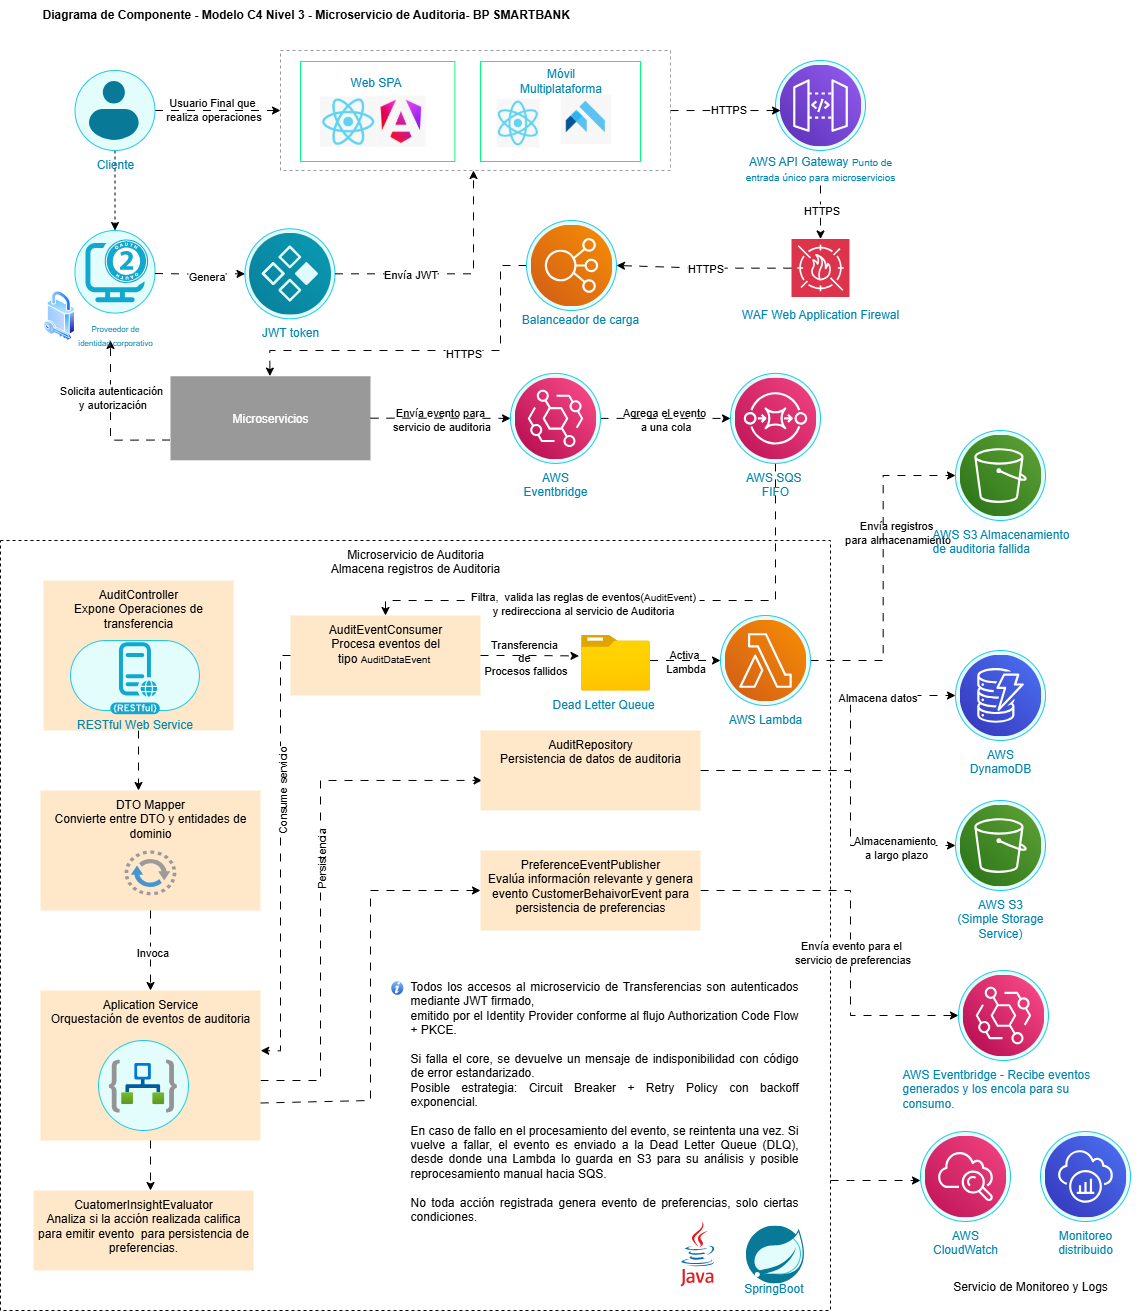 Diagrama de Componente - Modelo C4 Nivel 3 - Microservicio de Auditoria- BP SMARTBANK
Web SPA
Móvil
Multiplataforma
Usuario Final que
realiza operaciones
HTTPS
Cliente
AWS API Gateway Punto de
entrada único para microservicios
HTTPS
OAUTH
2
Genera
Envía JWT
HTTPS
Proveedor de
identidad corporativo
JWT token
Balanceador de carga
WAF Web Application Firewal
HTTPS
Solicita autenticación
y autorización
Microservicios
Envía evento para
servicio de auditoria
Agrega el evento
a una cola
AWS
Eventbridge
AWS SQS
FIFO
Envía registros
para almacenamiento
AWS S3 Almacenamiento
de auditoria fallida
Microservicio de Auditoria
Almacena registros de Auditoria
AuditController
Expone Operaciones de
transferencia
{RESTful}
RESTful Web Service
Filtra,  valida las reglas de eventos(AuditEvent)
y redirecciona al servicio de Auditoria
AuditEventConsumer
Procesa eventos del
tipo AuditDataEvent
Transferencia
de
Procesos fallidos
Dead Letter Queue
Activa
Lambda
AWS Lambda
Almacena datos
AWS
DynamoDB
AuditRepository
Persistencia de datos de auditoria
Consume servicio
Persistencia
DTO Mapper
Convierte entre DTO y entidades de
dominio
Almacenamiento
a largo plazo
AWS S3
(Simple Storage
Service)
PreferenceEventPublisher
Evalúa información relevante y genera
evento CustomerBehaivorEvent para
persistencia de preferencias
Invoca
Envía evento para el
servicio de preferencias
Aplication Service
Orquestación de eventos de auditoria
Todos los accesos al microservicio de Transferencias son autenticados
mediante JWT firmado,
emitido por el Identity Provider conforme al flujo Authorization Code Flow
+ PKCE.
Si falla el core, se devuelve un mensaje de indisponibilidad con código
de error estandarizado.
Posible estrategia: Circuit Breaker + Retry Policy con backoff
exponencial.
En caso de fallo en el procesamiento del evento, se reintenta una vez. Si
vuelve a fallar, el evento es enviado a la Dead Letter Queue (DLQ),
desde donde una Lambda lo guarda en S3 para su análisis y posible
reprocesamiento manual hacia SQS.
No toda acción registrada genera evento de preferencias, solo ciertas
condiciones.
AWS Eventbridge - Recibe eventos
generados y los encola para su
consumo.
CuatomerInsightEvaluator
Analiza si la acción realizada califica
para emitir evento  para persistencia de
preferencias.
Java
SpringBoot
AWS
CloudWatch
Monitoreo
distribuido
Servicio de Monitoreo y Logs